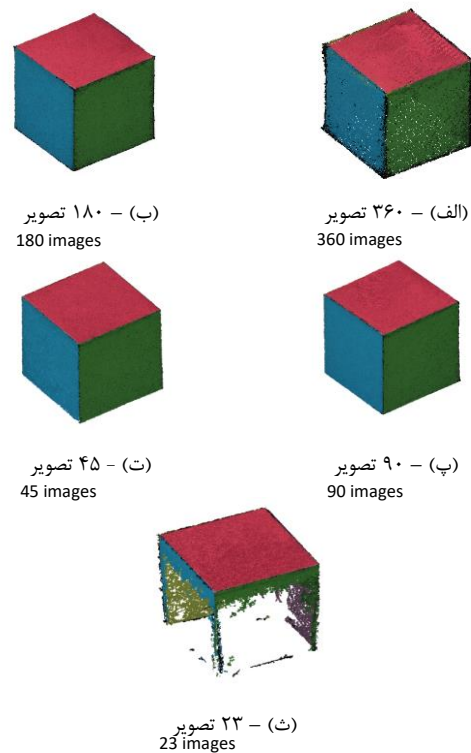 (الف) – ۳۶۰ تصویر
360 images
(ب) – ۱۸۰ تصویر
180 images
(پ) – ۹۰ تصویر
90 images
(ت) - ۴۵ تصویر
45 images
(ث) – ۲۳ تصویر
23 images